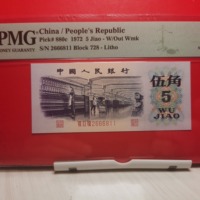 PMG
China / People's Republic
Pick# 880c 1972 5 Jiao - W/Out Wmk
S/N 2868911 Block 728 - Litho
中国人民银行
伍角
5
WU JIAO